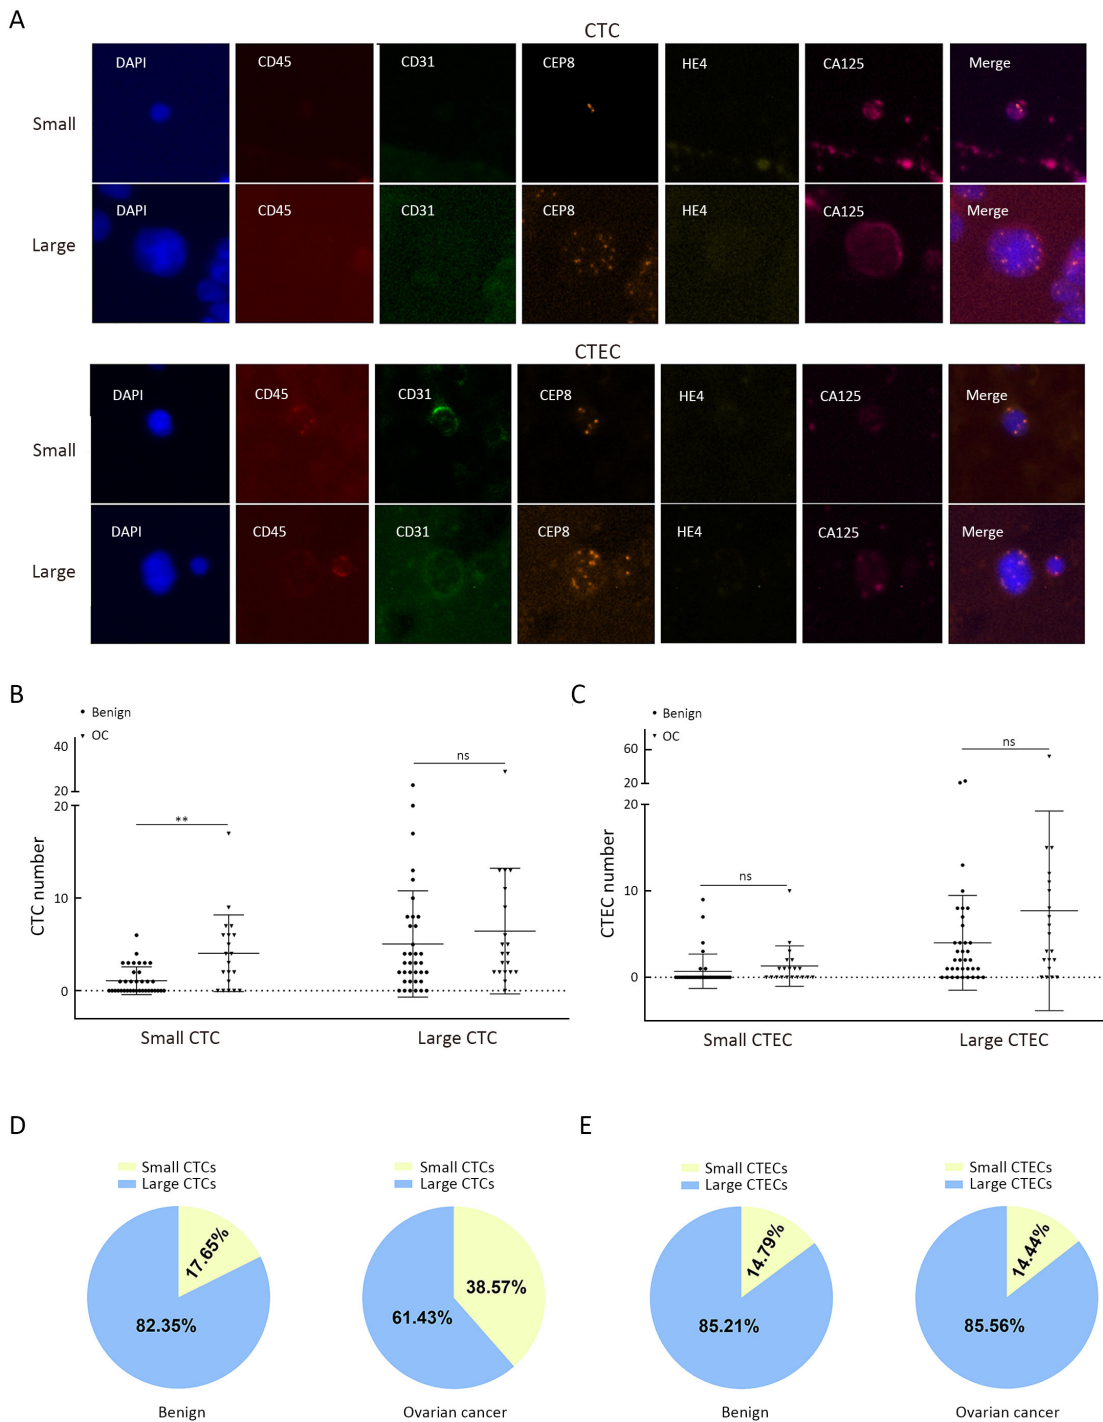 A
CTC
DAPI CD45 CD31 CEP8 HE4 CA125 Merge
Small
DAPI CD45 CD31 CEP8 HE4 CA125 Merge
Large
CTEC
DAPI CD45 CD31 CEP8 HE4 CA125 Merge
Small
DAPI CD45 CD31 CEP8 HE4 CA125 Merge
Large
B
Benign
OC
40
20
20
10
0
CTC number
**
ns
Small CTC Large CTC
C
Benign
OC
60
20
20
10
0
CTEC number
ns
ns
Small CTEC Large CTEC
D
Small CTCs
Large CTCs
17.65%
82.35%
Benign
Small CTCs
Large CTCs
38.57%
61.43%
Ovarian cancer
E
Small CTECs
Large CTECs
14.79%
85.21%
Benign
Small CTECs
Large CTECs
14.44%
85.56%
Ovarian cancer